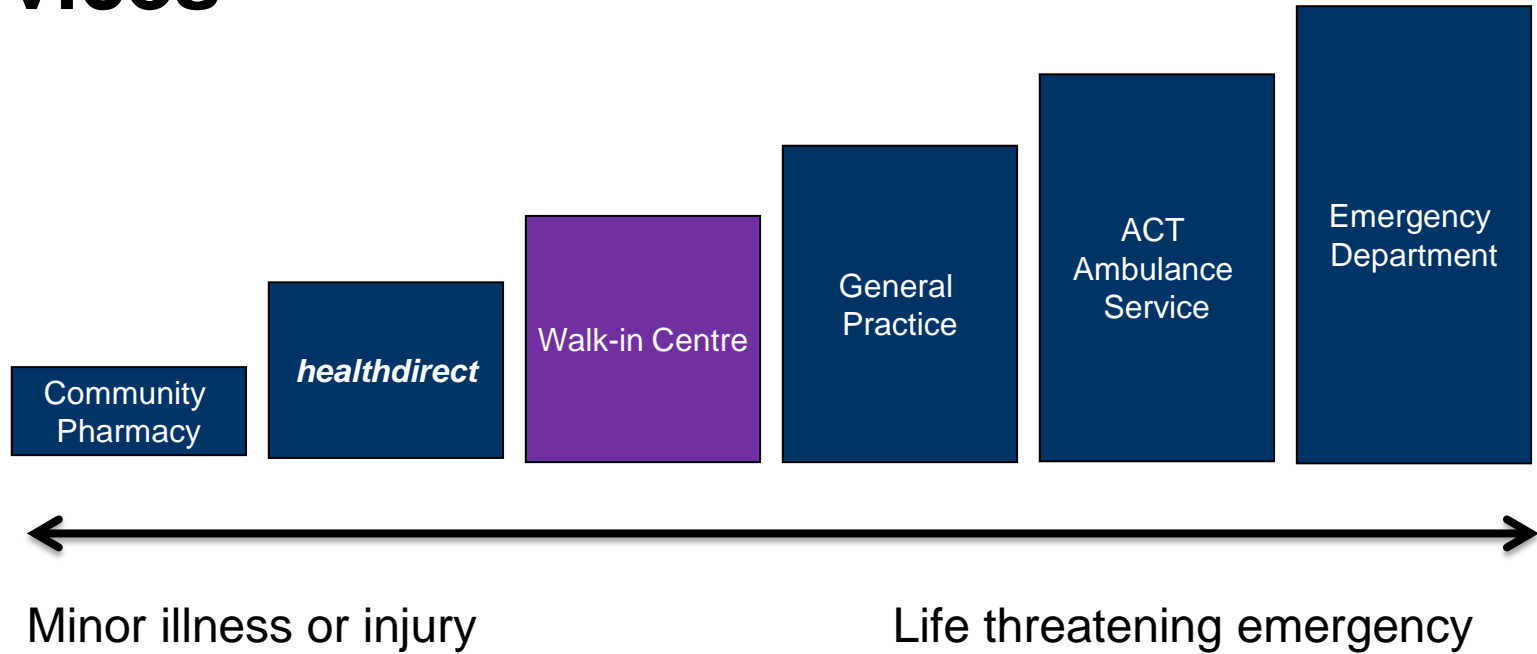 Community
Pharmacy
healthdirect
Walk-in Centre
General
Practice
ACT
Ambulance
Service
Emergency
Department
Minor illness or injury
Life threatening emergency